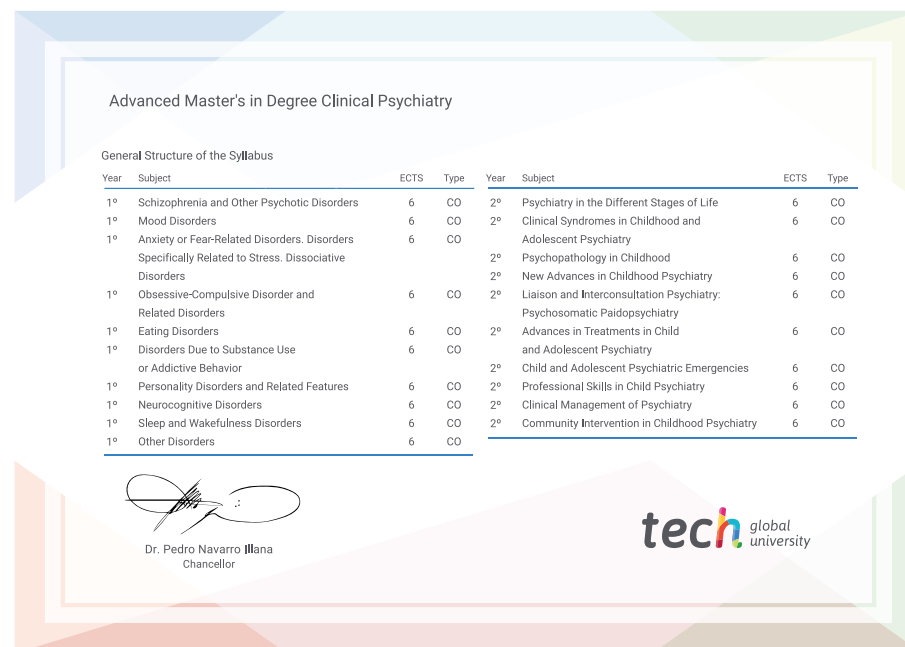 Advanced Master's in Degree Clinical Psychiatry
General Structure of the Syllabus
Year Subject ECTS Type
1º Schizophrenia and Other Psychotic Disorders 6 CO
1º Mood Disorders 6 CO
1º Anxiety or Fear-Related Disorders. Disorders 6 CO
Specifically Related to Stress. Dissociative
Disorders
1º Obsessive-Compulsive Disorder and 6 CO
Related Disorders
1º Eating Disorders 6 CO
1º Disorders Due to Substance Use 6 CO
or Addictive Behavior
1º Personality Disorders and Related Features 6 CO
1º Neurocognitive Disorders 6 CO
1º Sleep and Wakefulness Disorders 6 CO
1º Other Disorders 6 CO
Year Subject ECTS Type
2º Psychiatry in the Different Stages of Life 6 CO
2º Clinical Syndromes in Childhood and 6 CO
Adolescent Psychiatry
2º Psychopathology in Childhood 6 CO
2º New Advances in Childhood Psychiatry 6 CO
2º Liaison and Interconsultation Psychiatry: 6 CO
Psychosomatic Paidopsychiatry
2º Advances in Treatments in Child 6 CO
and Adolescent Psychiatry
2º Child and Adolescent Psychiatric Emergencies 6 CO
2º Professional Skills in Child Psychiatry 6 CO
2º Clinical Management of Psychiatry 6 CO
2º Community Intervention in Childhood Psychiatry 6 CO
Dr. Pedro Navarro Illana
Chancellor
tech global
university